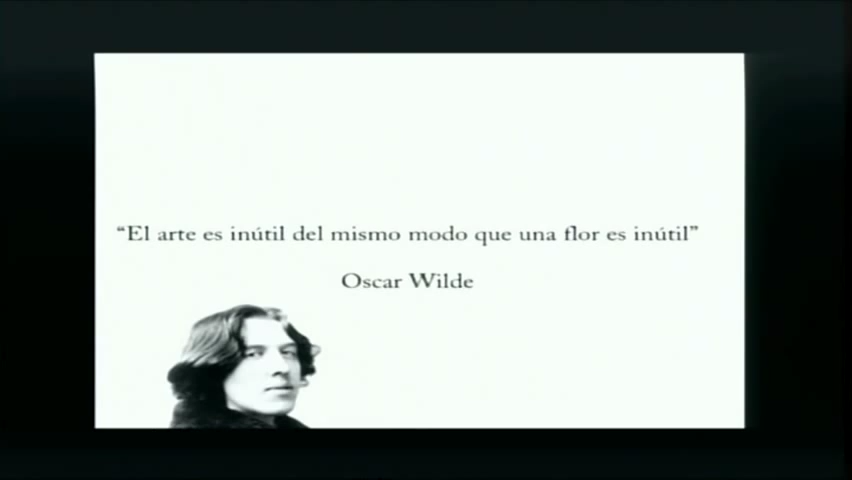 “El arte es inútil del mismo modo que una flor es inútil”
Oscar Wilde